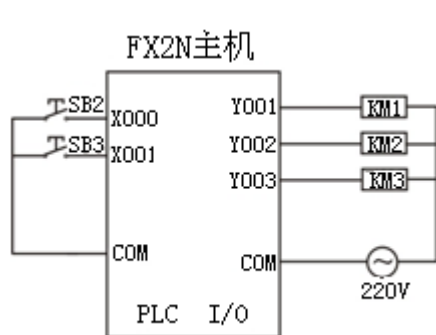 FX2N主机
SB2
X000
SB3
X001
COM
Y001
Y002
Y003
COM
KM1
KM2
KM3
220V
PLC I/O